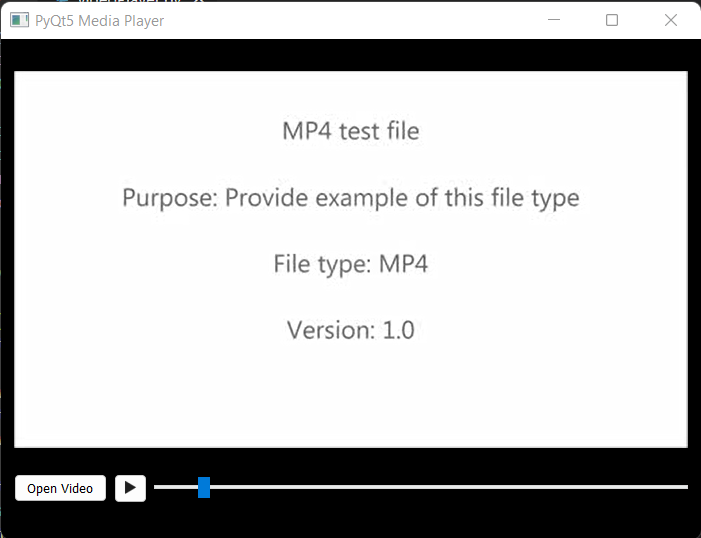 PyQt5 Media Player
MP4 test file
Purpose: Provide example of this file type
File type: MP4
Version: 1.0
Open Video